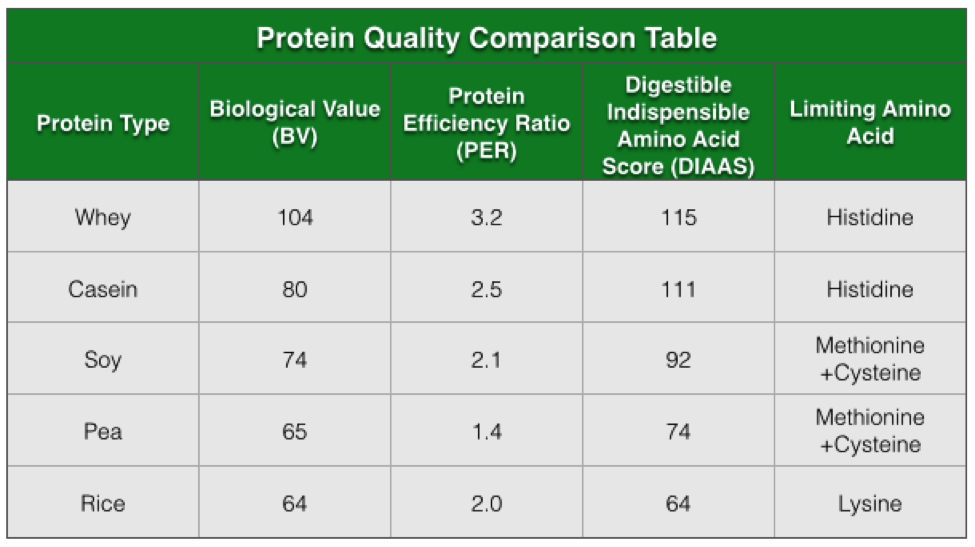 Protein Quality Comparison Table
Protein Type
Biological Value
(BV)
Protein
Efficiency Ratio
(PER)
Digestible
Indispensible
Amino Acid
Score (DIAAS)
Limiting Amino
Acid
Whey
104
3.2
115
Histidine
Casein
80
2.5
111
Histidine
Soy
74
2.1
92
Methionine
+Cysteine
Pea
65
1.4
74
Methionine
+Cysteine
Rice
64
2.0
64
Lysine